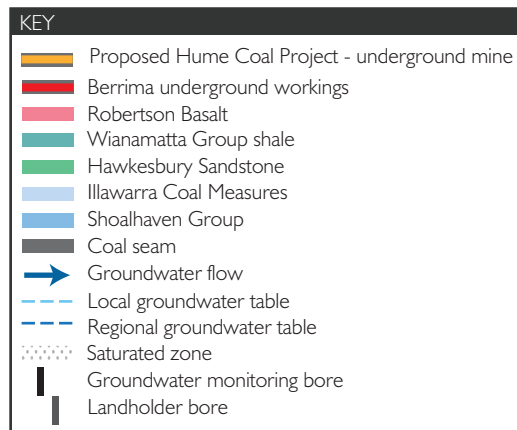 KEY
Proposed Hume Coal Project - underground mine
Berrima underground workings
Robertson Basalt
Wianamatta Group shale
Hawkesbury Sandstone
Illawarra Coal Measures
Shoalhaven Group
Coal seam
Groundwater flow
Local groundwater table
Regional groundwater table
Saturated zone
Groundwater monitoring bore
Landholder bore